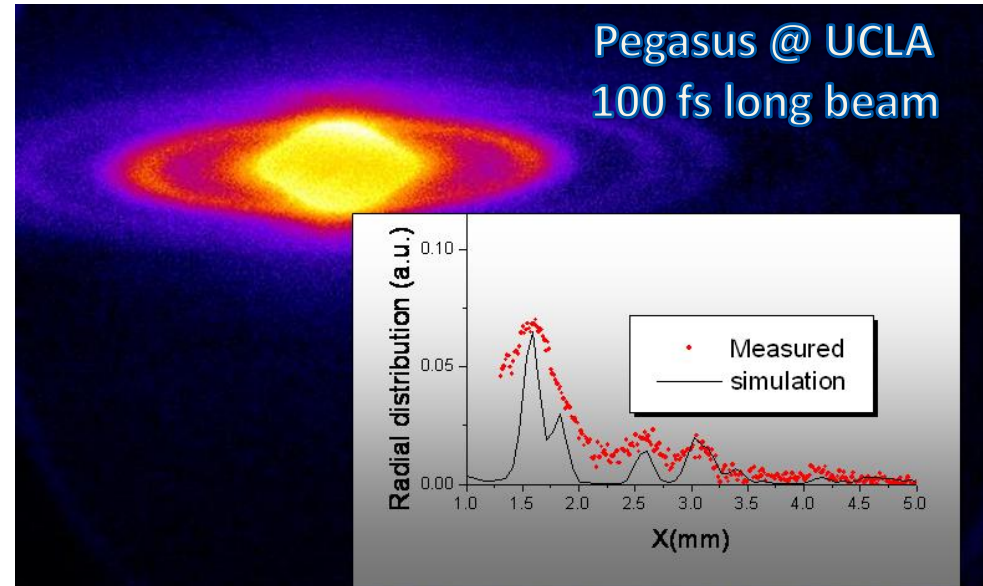 Pegasus @ UCLA
100 fs long beam
Radial distribution (a.u.)
0.10
0.05
0.00
Measured
simulation
1.0 1.5 2.0 2.5 3.0 3.5 4.0 4.5 5.0
X(mm)